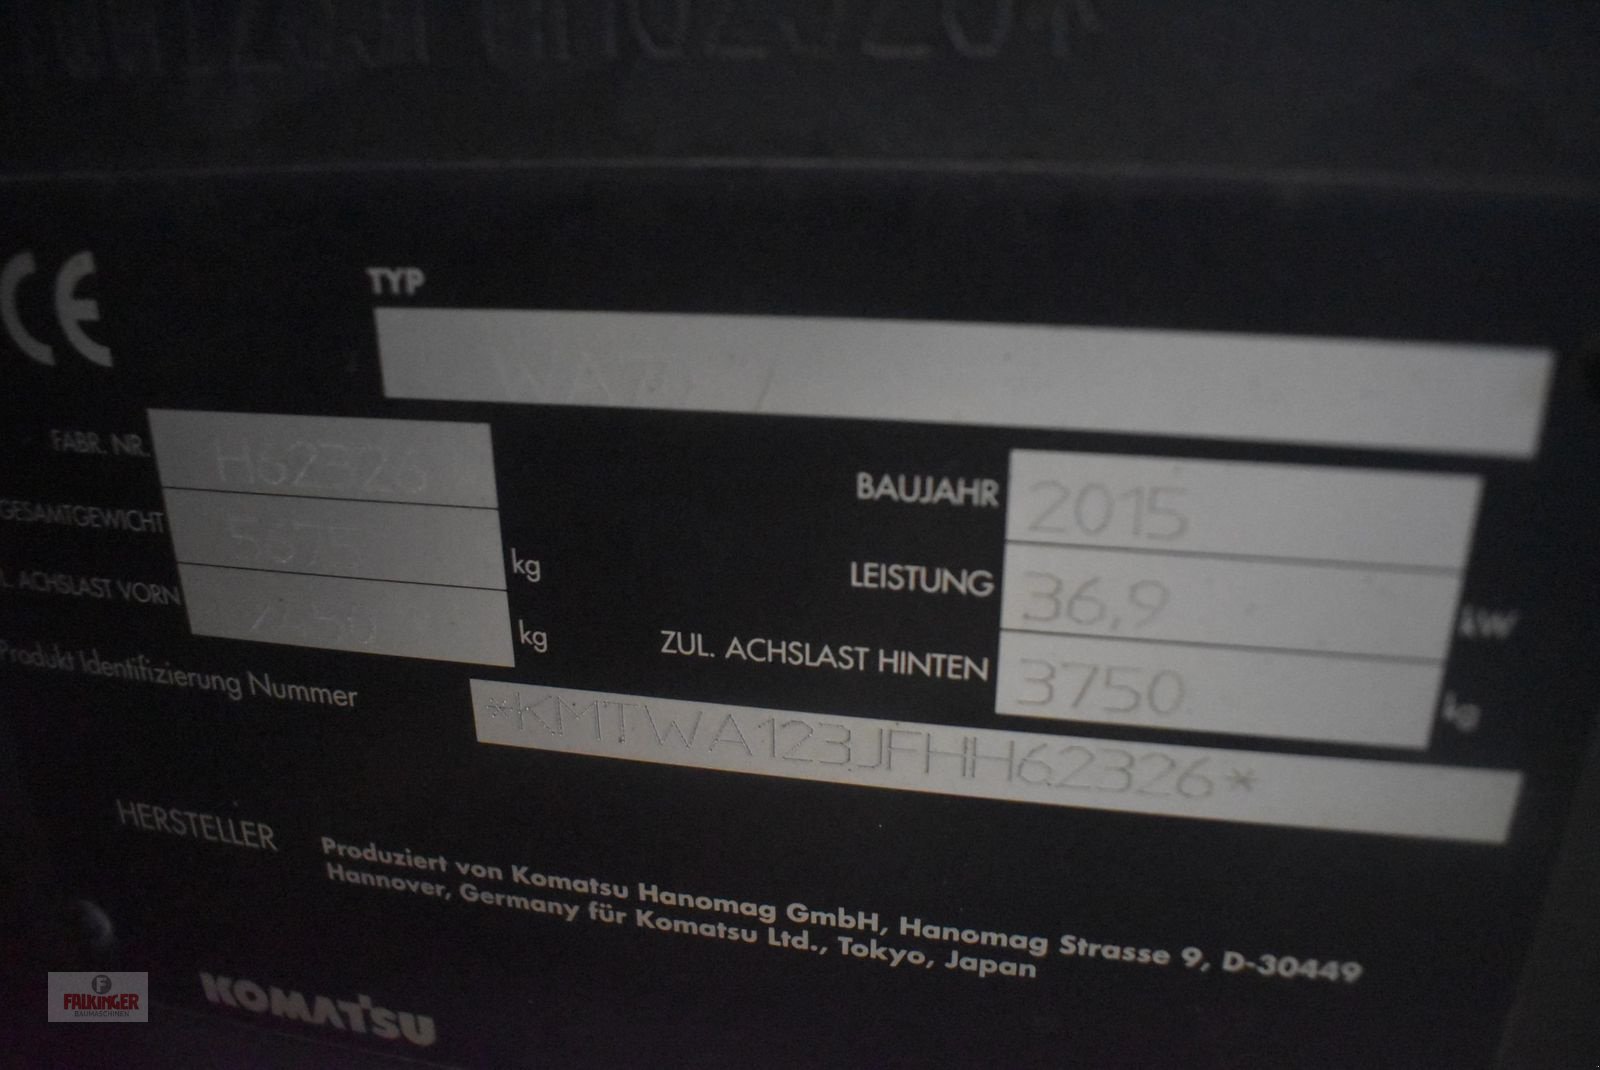 CE
TYP
FABR. NR. H62326
GESAMTGEWICHT kg
ACHSLAST VORN kg
BAUJAHR 2015
LEISTUNG 36,9 kW
ZUL. ACHSLAST HINTEN 3750 kg
Produkt Identifizierung Nummer *KMTWA123JFHH62326*
HERSTELLER
Produziert von Komatsu Hanomag GmbH, Hanomag Strasse 9, D-30449
Hannover, Germany für Komatsu Ltd., Tokyo, Japan
KOMATSU
F
FALKINGER
BAUMASCHINEN